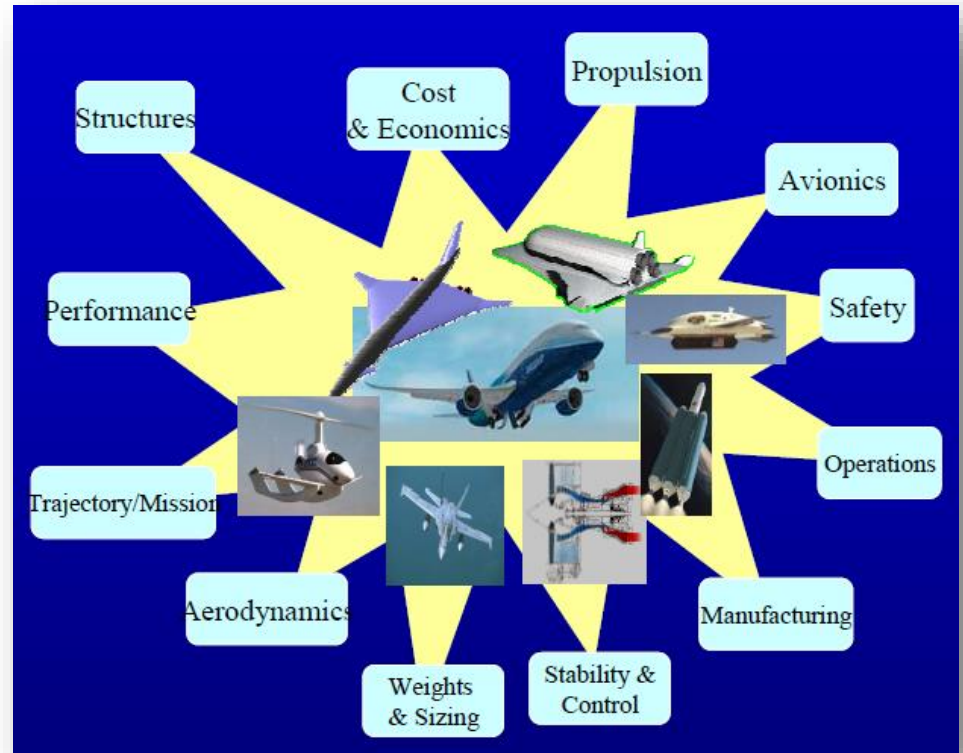 Structures
Cost
& Economics
Propulsion
Avionics
Performance
Safety
Trajectory/Mission
Operations
Aerodynamics
Manufacturing
Weights
& Sizing
Stability &
Control